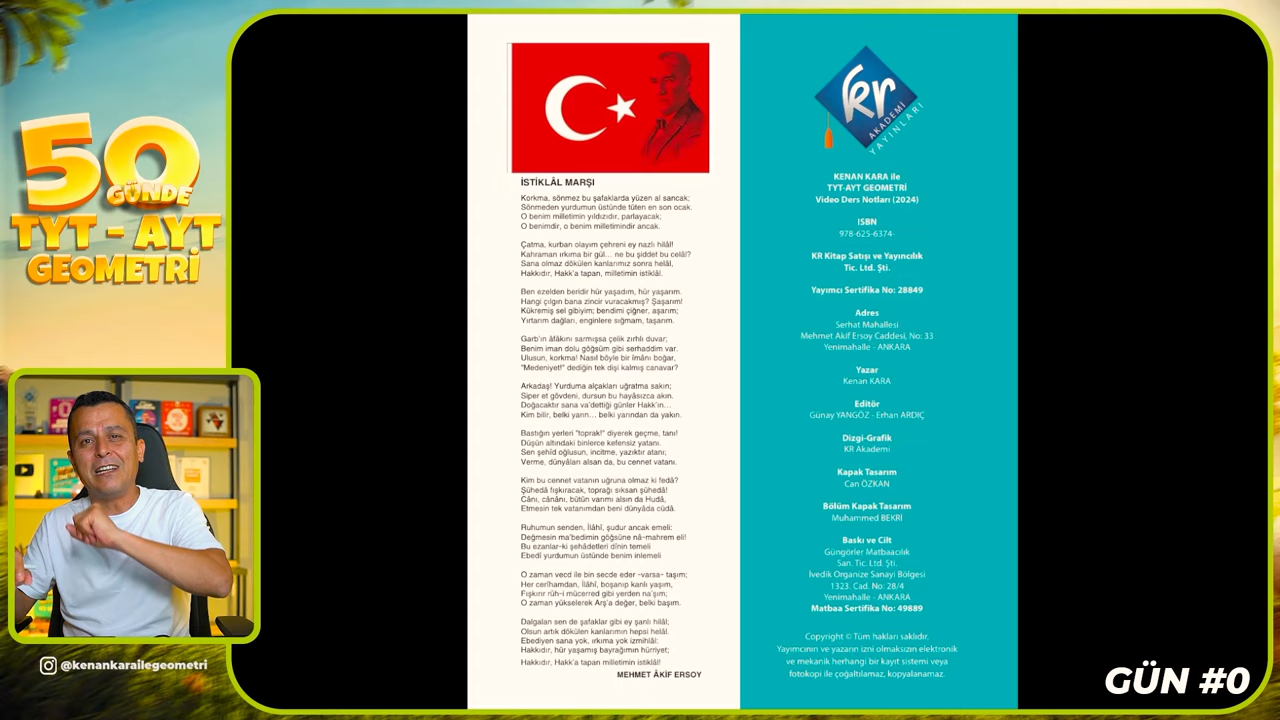 50
GÜNDE
TYT - AYT
GEOMETRİ
@kenankarailegeometri
İSTİKLÂL MARŞI
Korkma, sönmez bu şafaklarda yüzen al sancak;
Sönmeden yurdumun üstünde tüten en son ocak.
O benim milletimin yıldızıdır, parlayacak;
O benimdir, o benim milletimindir ancak.
Çatma, kurban olayım çehreni ey nazlı hilâl!
Kahraman ırkıma bir gül... ne bu şiddet bu celâl?
Sana olmaz dökülen kanlarımız sonra helâl,
Hakkıdır, Hakk'a tapan, milletimin istiklâl.
Ben ezelden beridir hür yaşadım, hür yaşarım.
Hangi çılgın bana zincir vuracakmış? Şaşarım!
Kükremiş sel gibiyim; bendimi çiğner, aşarım;
Yırtarım dağları, enginlere sığmam, taşarım.
Garb'ın âfâkını sarmışsa çelik zırhlı duvar;
Benim iman dolu göğsüm gibi serhaddim var.
Ulusun, korkma! Nasıl böyle bir îmânı boğar,
"Medeniyet!" dediğin tek dişi kalmış canavar?
Arkadaş! Yurduma alçakları uğratma sakın;
Siper et gövdeni, dursun bu hayâsızca akın.
Doğacaktır sana va'dettiği günler Hakk'ın...
Kim bilir, belki yarın... belki yarından da yakın.
Bastığın yerleri "toprak!" diyerek geçme, tanı!
Düşün altındaki binlerce kefensiz yatanı.
Sen şehîd oğlusun, incitme, yazıktır atanı;
Verme, dünyâları alsan da, bu cennet vatanı.
Kim bu cennet vatanın uğruna olmaz ki fedâ?
Şühedâ fışkıracak, toprağı sıksan şühedâ!
Cânı, cânânı, bütün varımı alsın da Hudâ,
Etmesin tek vatanımdan beni dünyâda cüdâ.
Ruhumun senden, İlâhî, şudur ancak emeli:
Değmesin ma'bedimin göğsüne nâ-mahrem eli!
Bu ezanlar-ki şehâdetleri dînin temeli
Ebedî yurdumun üstünde benim inlemeli
O zaman vecd ile bin secde eder -varsa- taşım;
Her cerîhamdan, İlâhî, boşanıp kanlı yaşım,
Fışkırır rûh-i mücerred gibi yerden na'şım;
O zaman yükselerek Arş'a değer, belki başım.
Dalgalan sen de şafaklar gibi ey şanlı hilâl;
Olsun artık dökülen kanlarımın hepsi helâl.
Ebediyen sana yok, ırkıma yok izmihlâl:
Hakkıdır, hür yaşamış bayrağımın hürriyet;
Hakkıdır, Hakk'a tapan milletimin istiklâl!
MEHMET ÂKİF ERSOY
kr
AKADEMİ
YAYINLARI
KENAN KARA ile
TYT-AYT GEOMETRİ
Video Ders Notları (2024)
ISBN
978-625-6374-
KR Kitap Satışı ve Yayıncılık
Tic. Ltd. Şti.
Yayımcı Sertifika No: 28849
Adres
Serhat Mahallesi
Mehmet Akif Ersoy Caddesi, No: 33
Yenimahalle - ANKARA
Yazar
Kenan KARA
Editör
Günay YANGÖZ - Erhan ARDIÇ
Dizgi-Grafik
KR Akademi
Kapak Tasarım
Can ÖZKAN
Bölüm Kapak Tasarım
Muhammed BEKRİ
Baskı ve Cilt
Güngörler Matbaacılık
San. Tic. Ltd. Şti.
İvedik Organize Sanayi Bölgesi
1323. Cad. No: 28/4
Yenimahalle - ANKARA
Matbaa Sertifika No: 49889
Copyright © Tüm hakları saklıdır.
Yayımcının ve yazarın izni olmaksızın elektronik
ve mekanik herhangi bir kayıt sistemi veya
fotokopi ile çoğaltılamaz, kopyalanamaz.
GÜN #0